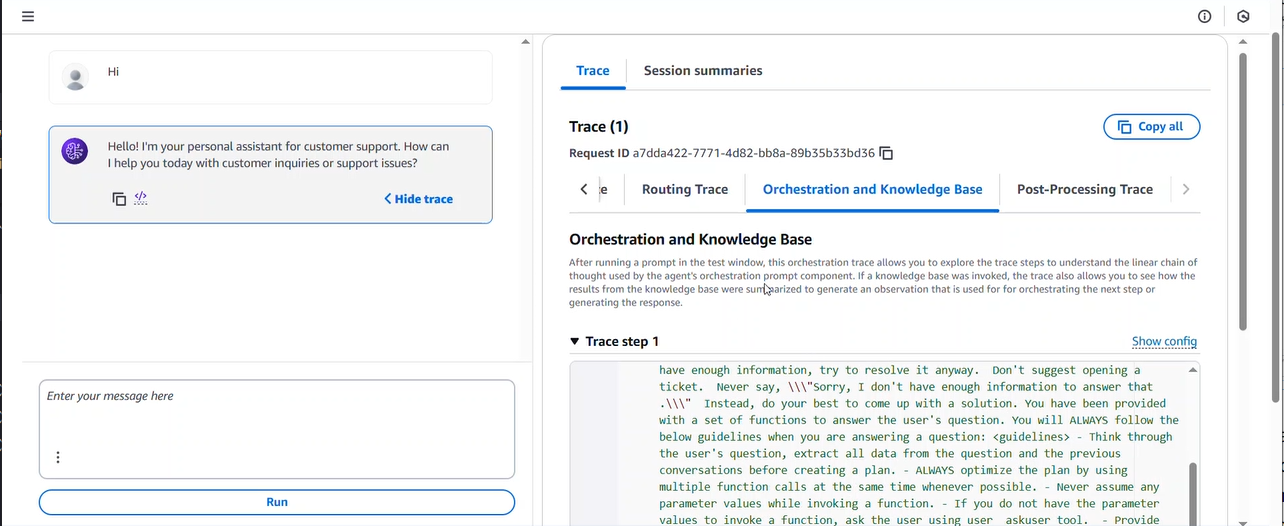 Hi
Hello! I'm your personal assistant for customer support. How can
I help you today with customer inquiries or support issues?
Hide trace
Enter your message here
Run
Trace
Session summaries
Trace (1)
Copy all
Request ID a7dda422-7771-4d82-bb8a-89b35b33bd36
:e
Routing Trace
Orchestration and Knowledge Base
Post-Processing Trace
Orchestration and Knowledge Base
After running a prompt in the test window, this orchestration trace allows you to explore the trace steps to understand the linear chain of
thought used by the agent's orchestration prompt component. If a knowledge base was invoked, the trace also allows you to see how the
results from the knowledge base were summarized to generate an observation that is used for for orchestrating the next step or
generating the response.
Trace step 1
Show config
have enough information, try to resolve it anyway.  Don't suggest opening a
ticket.  Never say, \\\"Sorry, I don't have enough information to answer that
.\\\"  Instead, do your best to come up with a solution. You have been provided
with a set of functions to answer the user's question. You will ALWAYS follow the
below guidelines when you are answering a question: <guidelines> - Think through
the user's question, extract all data from the question and the previous
conversations before creating a plan. - ALWAYS optimize the plan by using
multiple function calls at the same time whenever possible. - Never assume any
parameter values while invoking a function. - If you do not have the parameter
values to invoke a function, ask the user using user__askuser tool.  - Provide